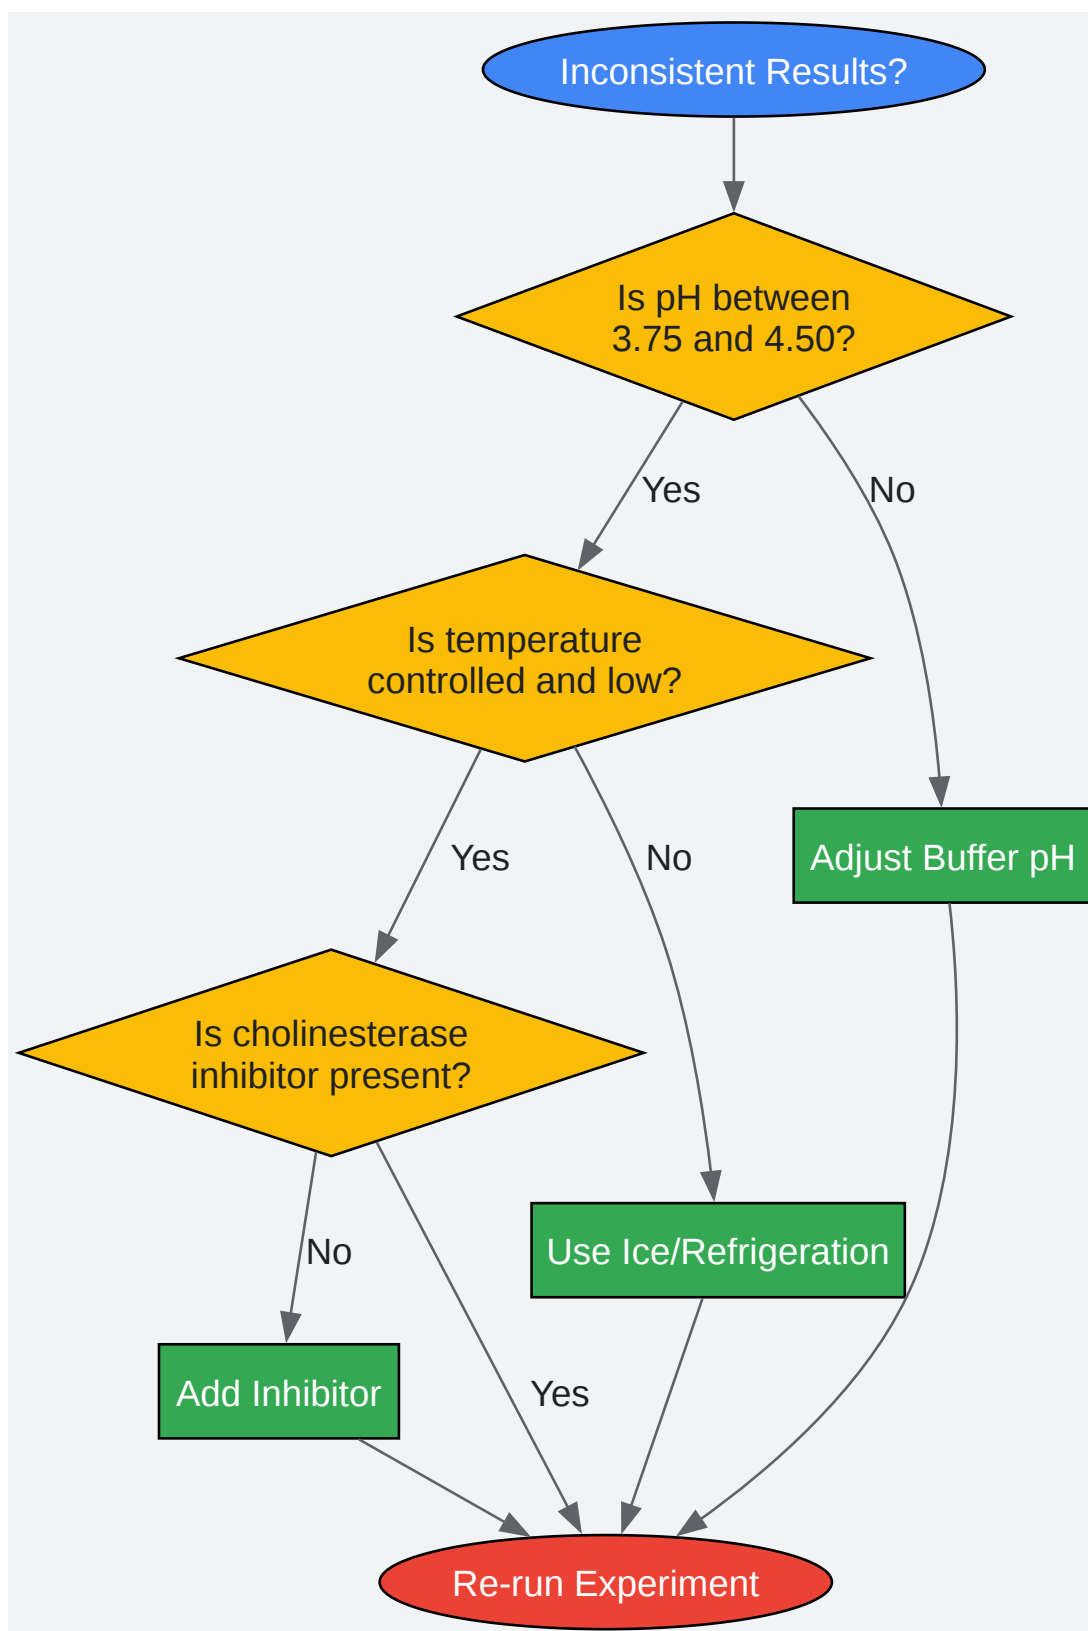 Inconsistent Results?
Is pH between
3.75 and 4.50?
Yes
No
Is temperature
controlled and low?
Yes
No
Adjust Buffer pH
Is cholinesterase
inhibitor present?
No
Use Ice/Refrigeration
Add Inhibitor
Yes
Re-run Experiment